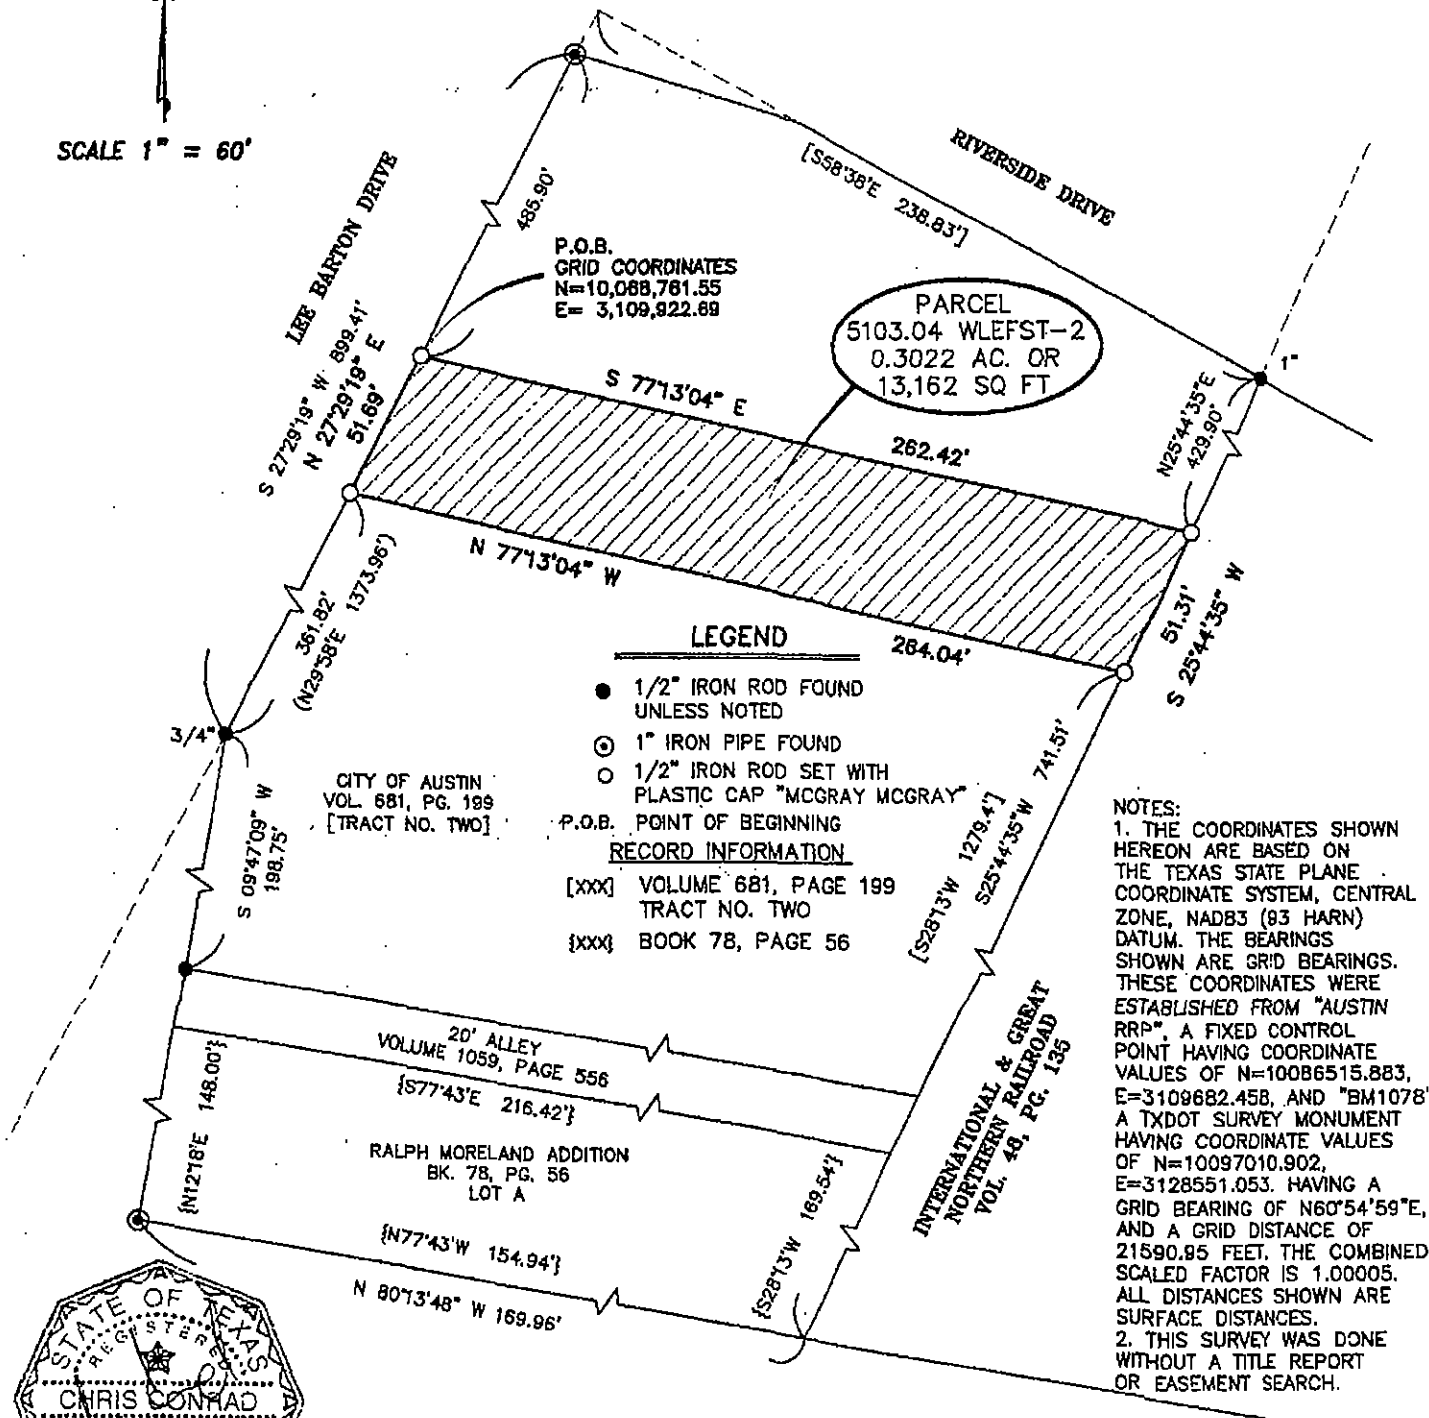 SCALE 1" = 60'
LEE BARTON DRIVE
485.90'
RIVERSIDE DRIVE
[S58°38'E 238.83']
P.O.B.
GRID COORDINATES
N=10,068,761.55
E= 3,109,922.69
PARCEL
5103.04 WLEFST-2
0.3022 AC. OR
13,162 SQ FT
1"
S 27°29'19" W 899.41'
N 27°29'19" E
51.69'
S 77°13'04" E
262.42'
N25°44'35"E
429.90'
N 77°13'04" W
264.04'
51.31'
S 25°44'35" W
361.82'
(N29°58'E 1373.96')
3/4"
LEGEND
1/2" IRON ROD FOUND
UNLESS NOTED
1" IRON PIPE FOUND
1/2" IRON ROD SET WITH
PLASTIC CAP "MCGRAY MCGRAY"
P.O.B. POINT OF BEGINNING
RECORD INFORMATION
[XXX] VOLUME 681, PAGE 199
TRACT NO. TWO
{XXX} BOOK 78, PAGE 56
CITY OF AUSTIN
VOL. 681, PG. 199
[TRACT NO. TWO]
S 09°47'09" W
198.75'
[S28°13'W 1279.4']
S25°44'35"W 741.51'
20' ALLEY
VOLUME 1059, PAGE 556
{S77°43'E 216.42'}
{N12°18'E 148.00'}
RALPH MORELAND ADDITION
BK. 78, PG. 56
LOT A
{N77°43'W 154.94'}
N 80°13'48" W 169.96'
{S28°13'W 169.54'}
INTERNATIONAL & GREAT
NORTHERN RAILROAD
VOL. 48, PG. 135
NOTES:
1. THE COORDINATES SHOWN
HEREON ARE BASED ON
THE TEXAS STATE PLANE
COORDINATE SYSTEM, CENTRAL
ZONE, NAD83 (93 HARN)
DATUM. THE BEARINGS
SHOWN ARE GRID BEARINGS.
THESE COORDINATES WERE
ESTABLISHED FROM "AUSTIN
RRP", A FIXED CONTROL
POINT HAVING COORDINATE
VALUES OF N=10086515.883,
E=3109682.458, AND "BM1078"
A TXDOT SURVEY MONUMENT
HAVING COORDINATE VALUES
OF N=10097010.902,
E=3128551.053. HAVING A
GRID BEARING OF N60°54'59"E,
AND A GRID DISTANCE OF
21590.95 FEET. THE COMBINED
SCALED FACTOR IS 1.00005.
ALL DISTANCES SHOWN ARE
SURFACE DISTANCES.
2. THIS SURVEY WAS DONE
WITHOUT A TITLE REPORT
OR EASEMENT SEARCH.
STATE OF TEXAS
REGISTERED
CHRIS CONRAD